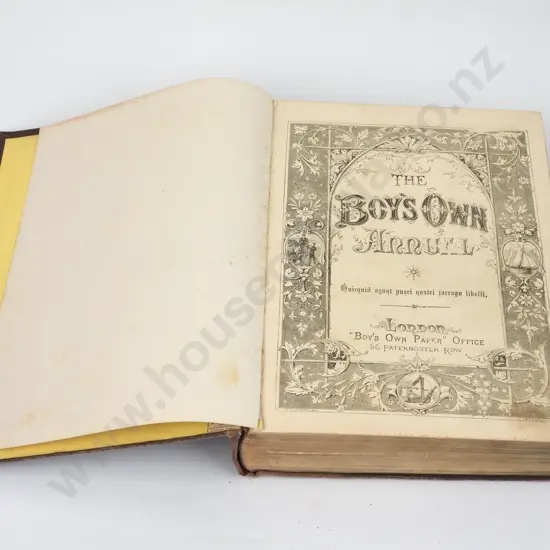 THE
BOY'S OWN
ANNUAL
Quicquid agunt pueri nostri farrago libelli.
LONDON
"BOY'S OWN PAPER" OFFICE
56 PATERNOSTER-ROW